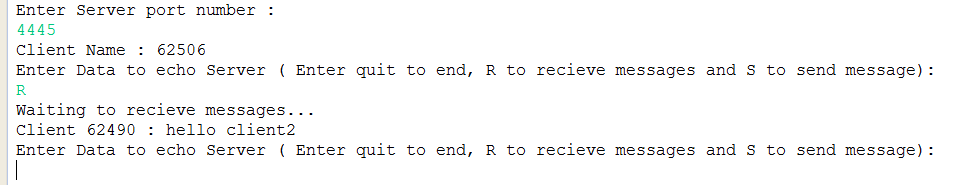 Enter Server port number :
4445
Client Name : 62506
Enter Data to echo Server ( Enter quit to end, R to recieve messages and S to send message):
R
Waiting to recieve messages...
Client 62490 : hello client2
Enter Data to echo Server ( Enter quit to end, R to recieve messages and S to send message):